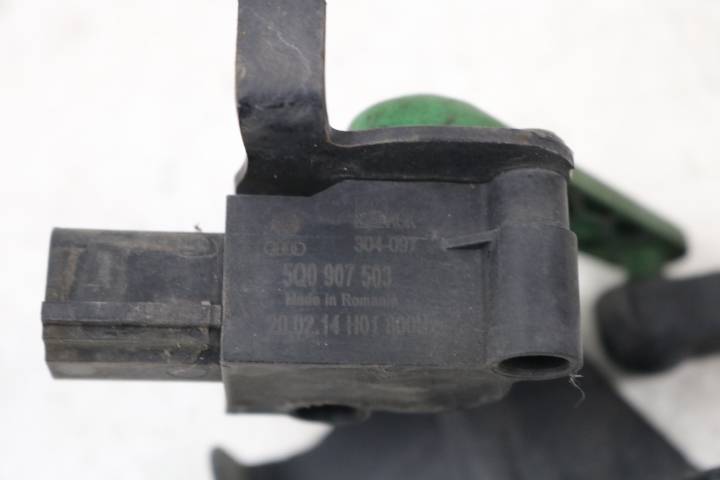 304-097
5Q0 907 503
Made in Romania
20.02.14 H01